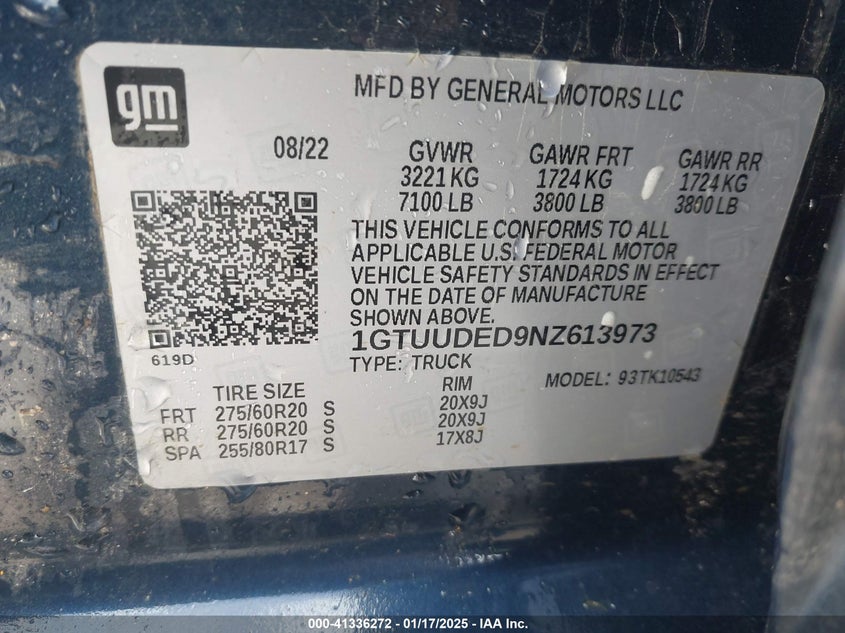 gm
MFD BY GENERAL MOTORS LLC
08/22
GVWR GAWR FRT GAWR RR
3221 KG 1724 KG 1724 KG
7100 LB 3800 LB 3800 LB
THIS VEHICLE CONFORMS TO ALL
APPLICABLE U.S. FEDERAL MOTOR
VEHICLE SAFETY STANDARDS IN EFFECT
ON THE DATE OF MANUFACTURE
SHOWN ABOVE.
1GTUUDED9NZ613973
619D
TYPE: TRUCK
MODEL: 93TK10543
TIRE SIZE RIM
FRT 275/60R20 S 20X9J
RR 275/60R20 S 20X9J
SPA 255/80R17 S 17X8J
000-41336272 - 01/17/2025 - IAA Inc.